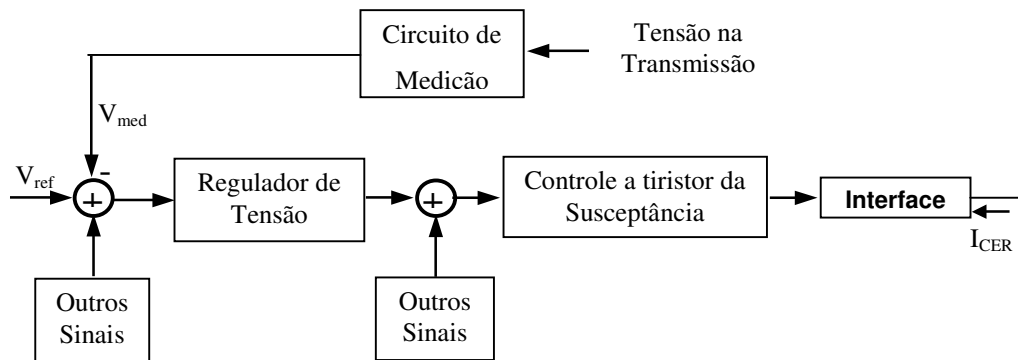 Circuito de
Medicão
Tensão na
Transmissão
V_med
-
V_ref
+
Regulador de
Tensão
+
Controle a tiristor da
Susceptância
Interface
I_CER
Outros
Sinais
Outros
Sinais